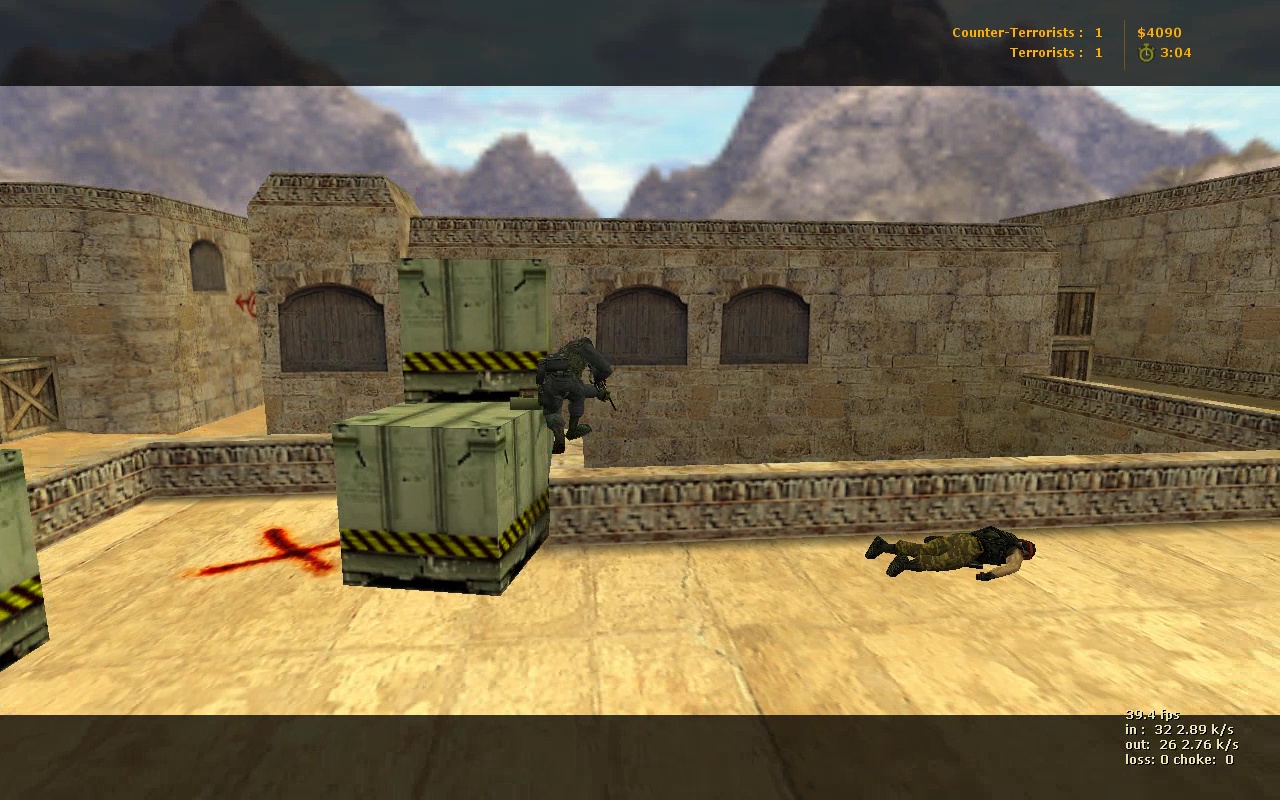 Counter-Terrorists : 1 $4090
Terrorists : 1 3:04
39.4 fps
in : 32 2.89 k/s
out: 26 2.76 k/s
loss: 0 choke: 0